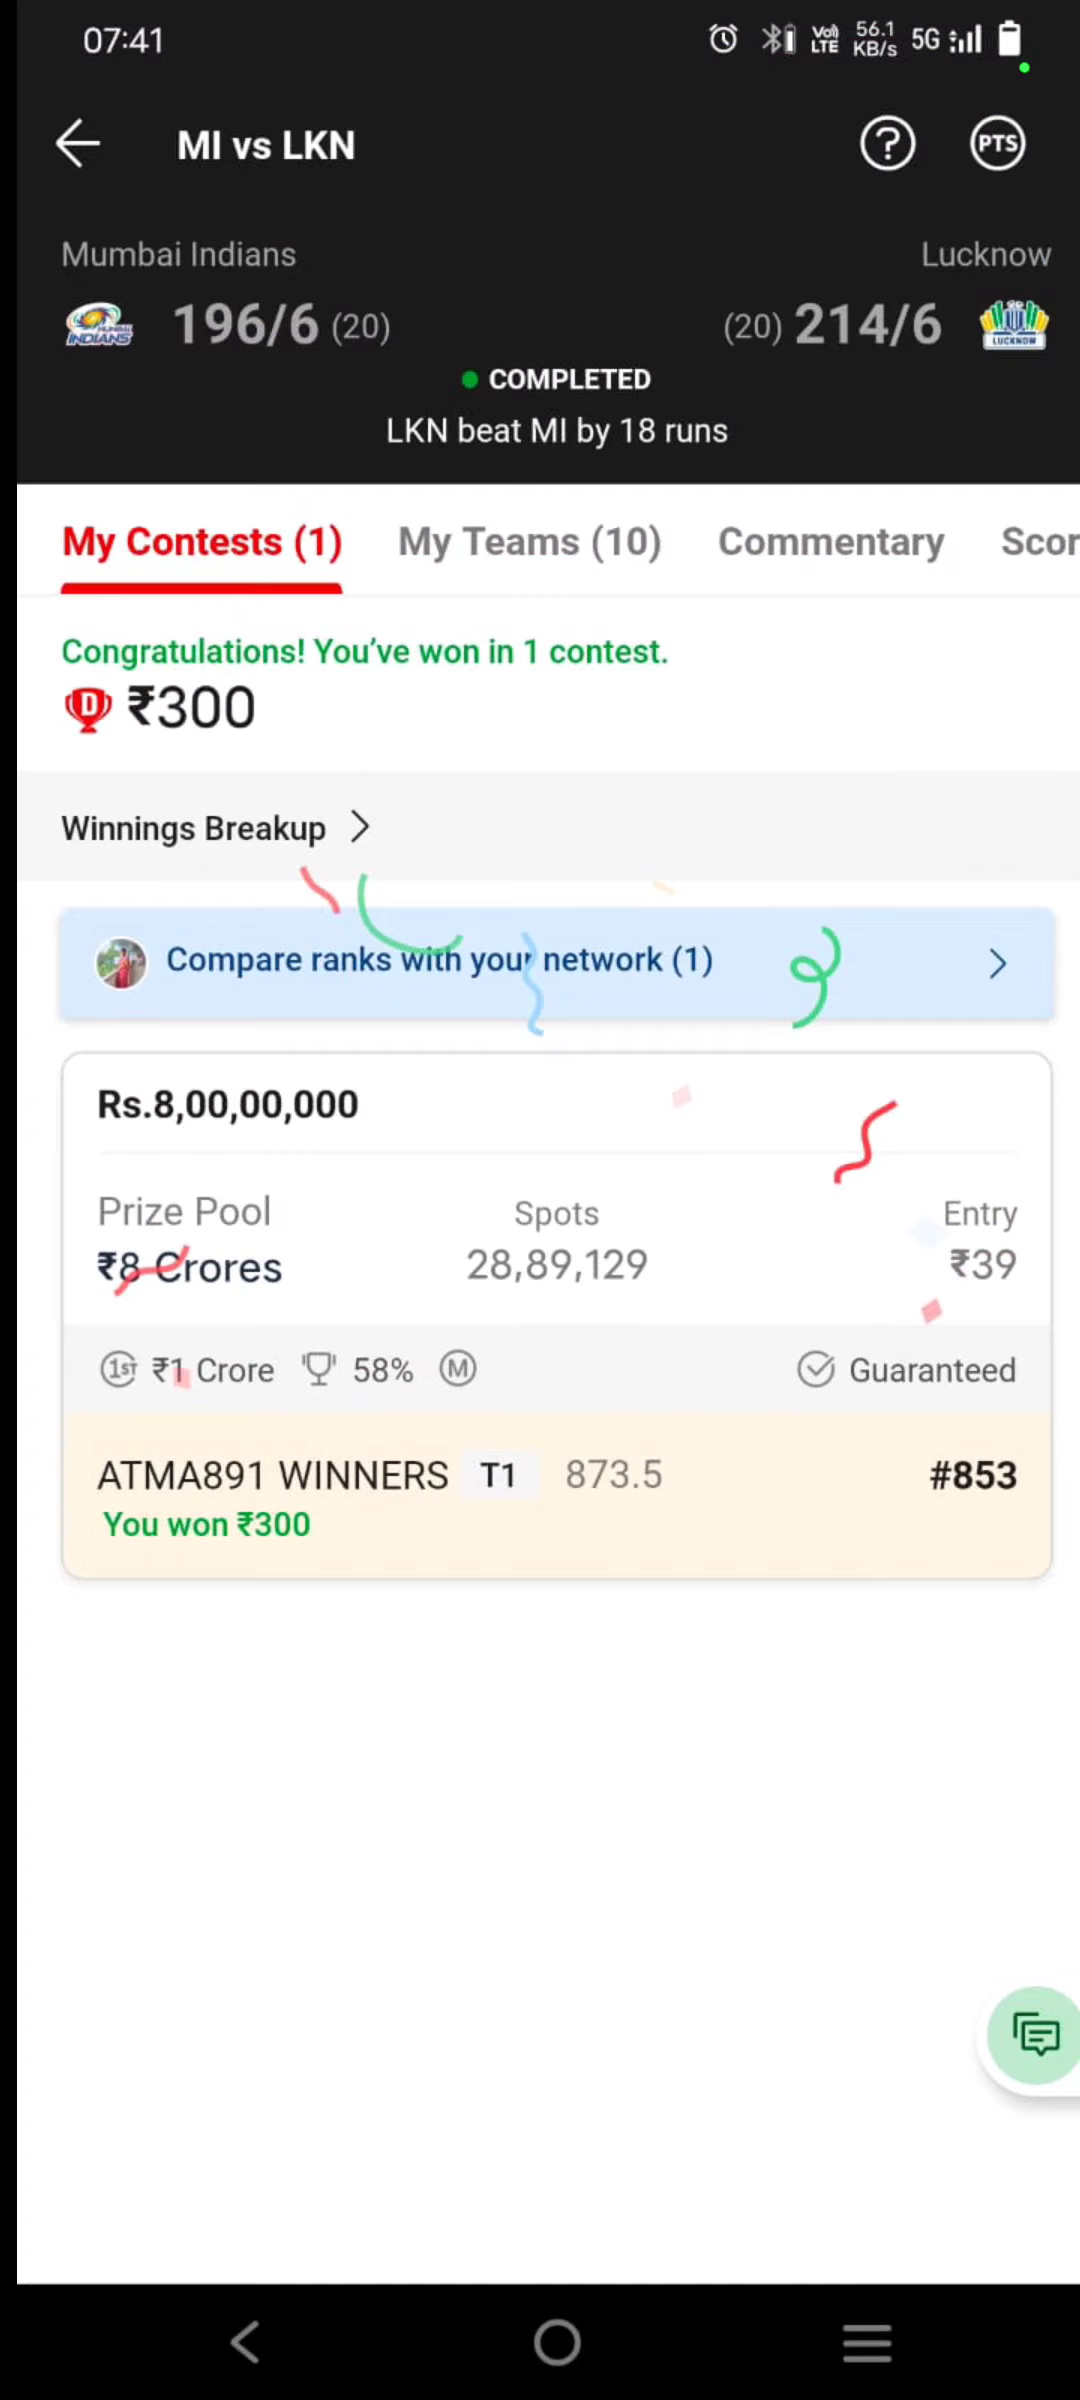 07:41
Vo)) LTE 56.1 KB/s 5G
MI vs LKN
? PTS
Mumbai Indians
Lucknow
INDIANS 196/6 (20)
(20) 214/6 LUCKNOW
COMPLETED
LKN beat MI by 18 runs
My Contests (1) My Teams (10) Commentary Scor
Congratulations! You’ve won in 1 contest.
D ₹300
Winnings Breakup
Compare ranks with your network (1)
Rs.8,00,00,000
Prize Pool Spots Entry
₹8 Crores 28,89,129 ₹39
1ST ₹1 Crore 58% M Guaranteed
ATMA891 WINNERS T1 873.5 #853
You won ₹300